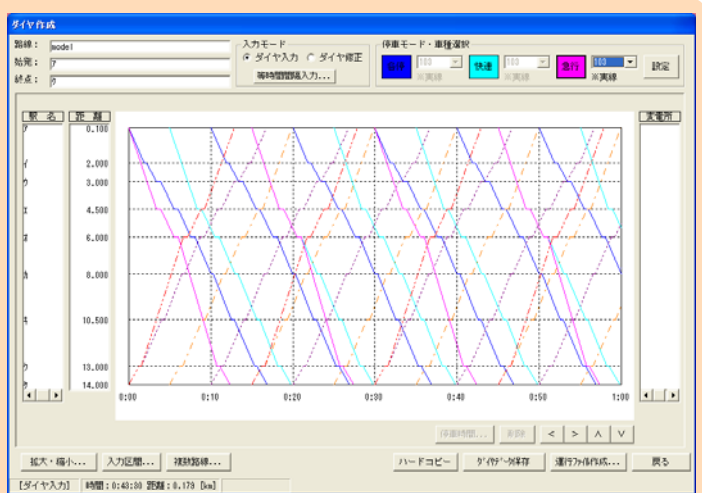 ダイヤ作成
路線： model
始発： ア
終点： ｸ
入力モード
ダイヤ入力 ダイヤ修正
等時間間隔入力...
停車モード・車種選択
103 快速 103 急行 103 設定
※実線 ※実線 ※実線
駅 名 距 離 変電所
ア 0.100
イ 2.000
ウ 3.000
エ 4.500
オ 6.000
カ 8.000
キ 10.500
ク 13.000
14.000
0:00 0:10 0:20 0:30 0:40 0:50 1:00
停車時間... 削除 < > ∧ ∨
拡大・縮小... 入力区間... 複数路線... ハードコピー ﾀﾞｲﾔﾃﾞｰﾀ保存 運行ﾌｧｲﾙ作成... 戻る
[ダイヤ入力] 時間：0:43:30 距離：0.179 [km]